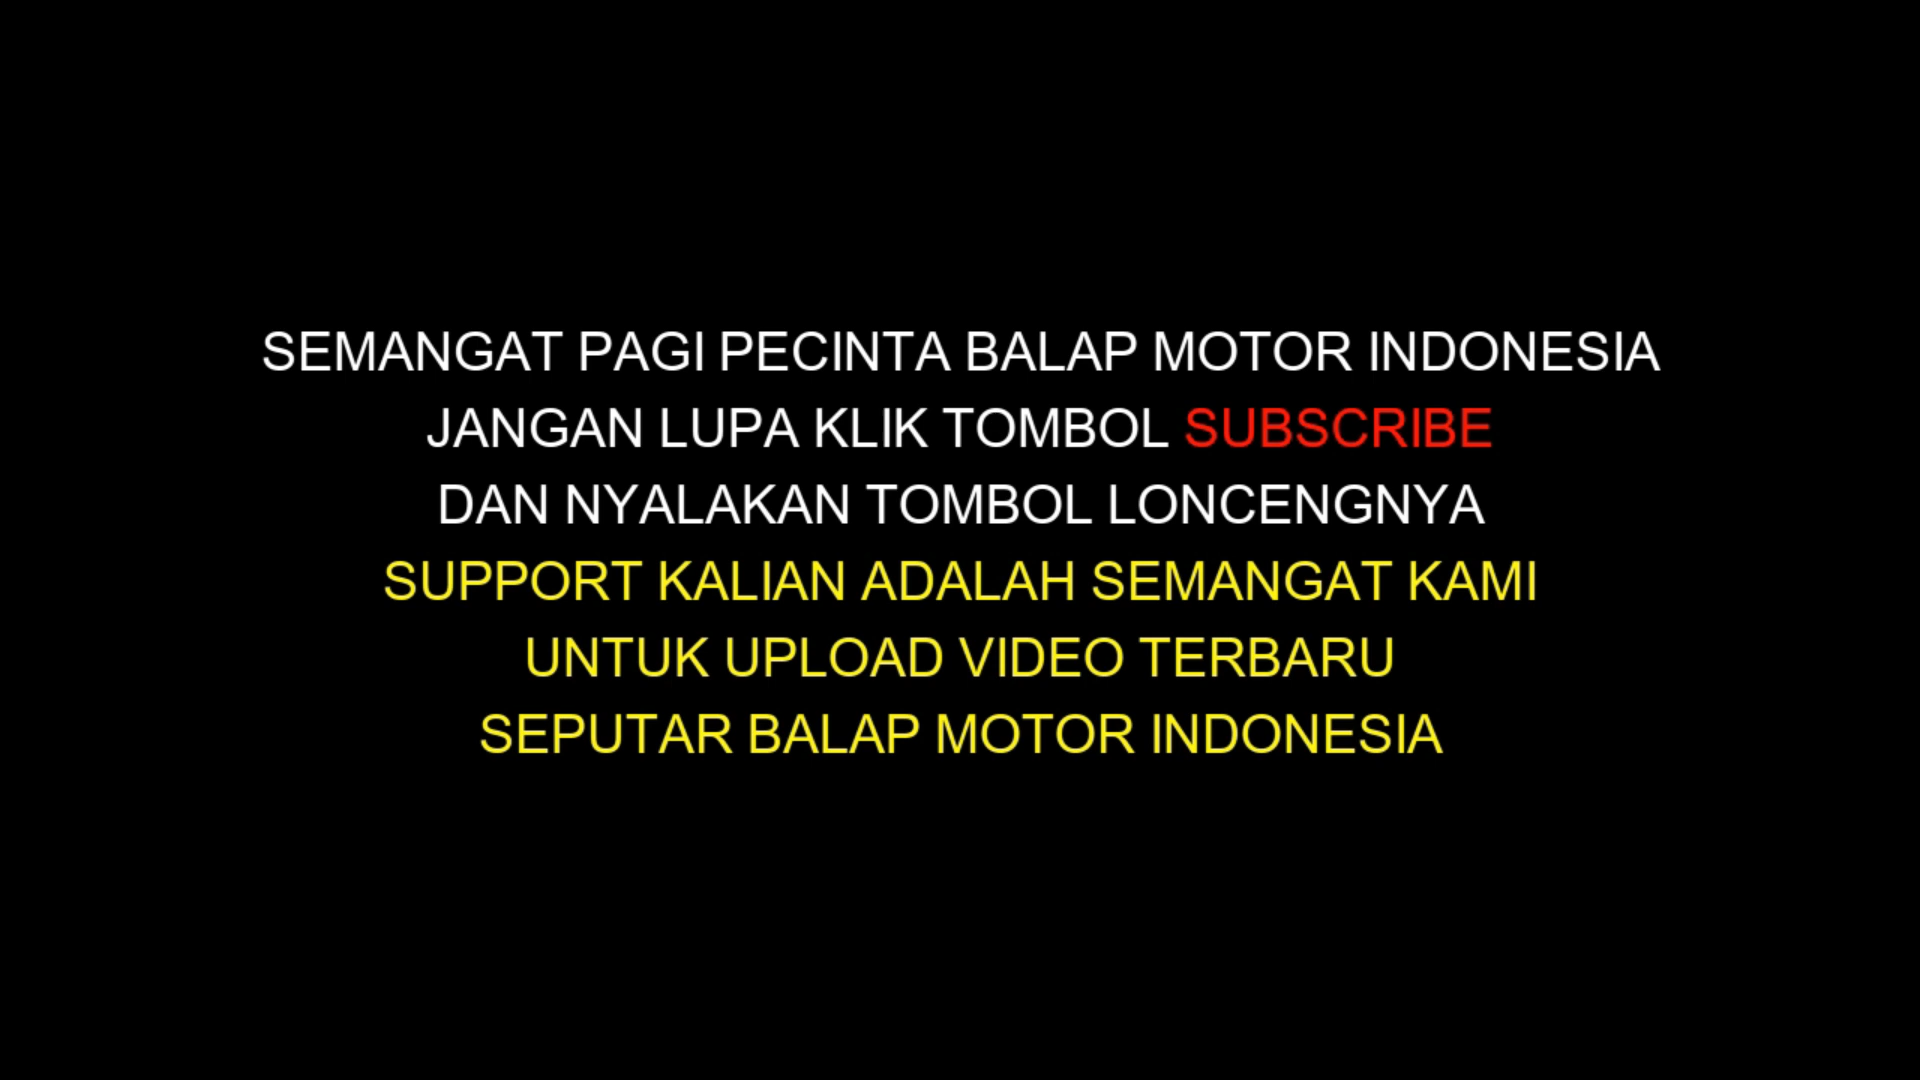 SEMANGAT PAGI PECINTA BALAP MOTOR INDONESIA
JANGAN LUPA KLIK TOMBOL SUBSCRIBE
DAN NYALAKAN TOMBOL LONCENGNYA
SUPPORT KALIAN ADALAH SEMANGAT KAMI
UNTUK UPLOAD VIDEO TERBARU
SEPUTAR BALAP MOTOR INDONESIA